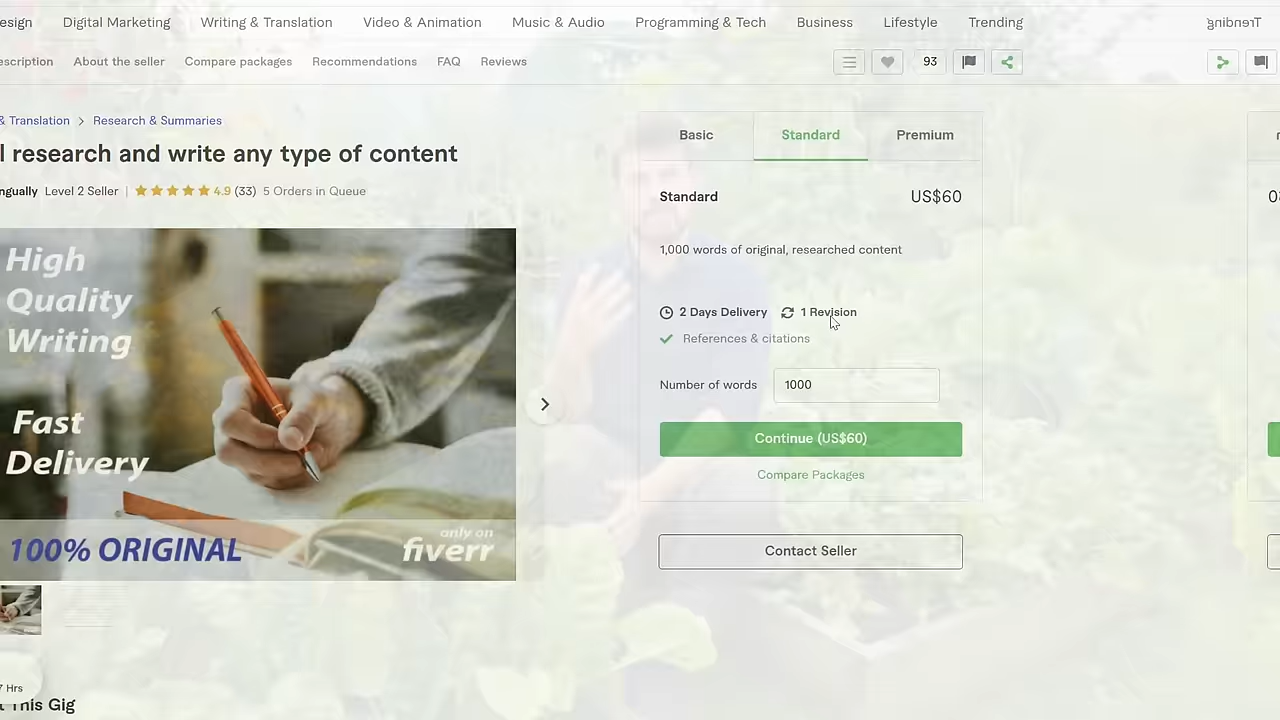 esign Digital Marketing Writing & Translation Video & Animation Music & Audio Programming & Tech Business Lifestyle Trending Trending
escription About the seller Compare packages Recommendations FAQ Reviews 93
& Translation > Research & Summaries
l research and write any type of content
ngually Level 2 Seller | 4.9 (33) 5 Orders in Queue
High
Quality
Writing
Fast
Delivery
100% ORIGINAL
only on
fiverr
7 Hrs
t This Gig
Basic Standard Premium
Standard US$60
1,000 words of original, researched content
2 Days Delivery 1 Revision
References & citations
Number of words 1000
Continue (US$60)
Compare Packages
Contact Seller